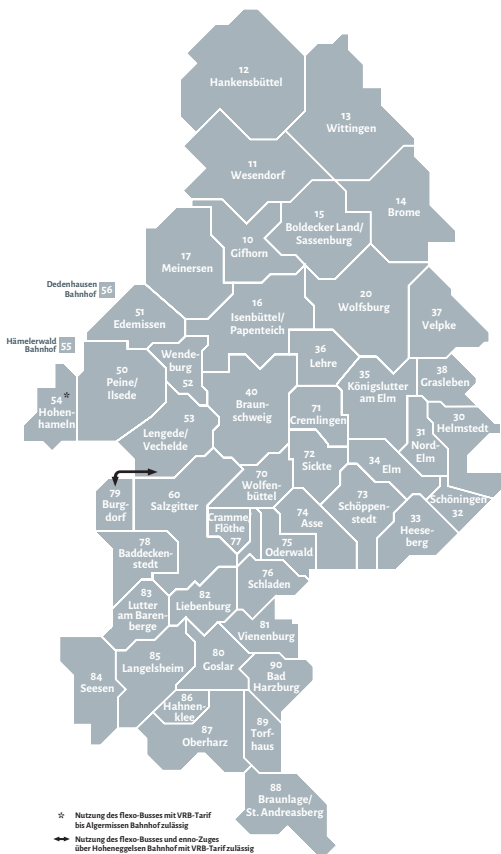 12
Hankensbüttel
13
Wittingen
11
Wesendorf
14
Brome
15
Boldecker Land/
Sassenburg
10
Gifhorn
17
Meinersen
20
Wolfsburg
Dedenhausen
Bahnhof 56
16
Isenbüttel/
Papenteich
37
Velpke
51
Edemissen
Hämelerwald
Bahnhof 55
36
Lehre
Wende-
burg
52
50
Peine/
Ilsede
35
Königslutter
am Elm
38
Grasleben
54 *
Hohen-
hameln
40
Braun-
schweig
71
Cremlingen
30
Helmstedt
31
Nord-
Elm
53
Lengede/
Vechelde
72
Sickte
34
Elm
70
Wolfen-
büttel
79
Burg-
dorf
60
Salzgitter
73
Schöppen-
stedt
Schöningen
32
74
Asse
33
Heese-
berg
Cramme/
Flöthe
77
75
Oderwald
78
Baddecken-
stedt
76
Schladen
83
Lutter
am Baren-
berge
82
Liebenburg
81
Vienenburg
80
Goslar
85
Langelsheim
90
Bad
Harzburg
84
Seesen
86
Hahnen-
klee
87
Oberharz
89
Torf-
haus
88
Braunlage/
St. Andreasberg
* Nutzung des flexo-Busses mit VRB-Tarif
bis Algermissen Bahnhof zulässig
↔ Nutzung des flexo-Busses und enno-Zuges
über Hoheneggelsen Bahnhof mit VRB-Tarif zulässig